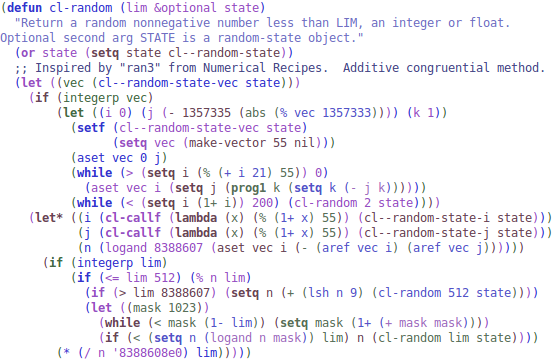 (defun cl-random (lim &optional state)
  "Return a random nonnegative number less than LIM, an integer or float.
Optional second arg STATE is a random-state object."
  (or state (setq state cl--random-state))
  ;; Inspired by "ran3" from Numerical Recipes.  Additive congruential method.
  (let ((vec (cl--random-state-vec state)))
    (if (integerp vec)
        (let ((i 0) (j (- 1357335 (abs (% vec 1357333)))) (k 1))
          (setf (cl--random-state-vec state)
                (setq vec (make-vector 55 nil)))
          (aset vec 0 j)
          (while (> (setq i (% (+ i 21) 55)) 0)
            (aset vec i (setq j (prog1 k (setq k (- j k))))))
          (while (< (setq i (1+ i)) 200) (cl-random 2 state))))
    (let* ((i (cl-callf (lambda (x) (% (1+ x) 55)) (cl--random-state-i state)))
           (j (cl-callf (lambda (x) (% (1+ x) 55)) (cl--random-state-j state)))
           (n (logand 8388607 (aset vec i (- (aref vec i) (aref vec j))))))
      (if (integerp lim)
          (if (<= lim 512) (% n lim)
            (if (> lim 8388607) (setq n (+ (lsh n 9) (cl-random 512 state))))
            (let ((mask 1023))
              (while (< mask (1- lim)) (setq mask (1+ (+ mask mask))))
              (if (< (setq n (logand n mask)) lim) n (cl-random lim state))))
        (* (/ n '8388608e0) lim)))))